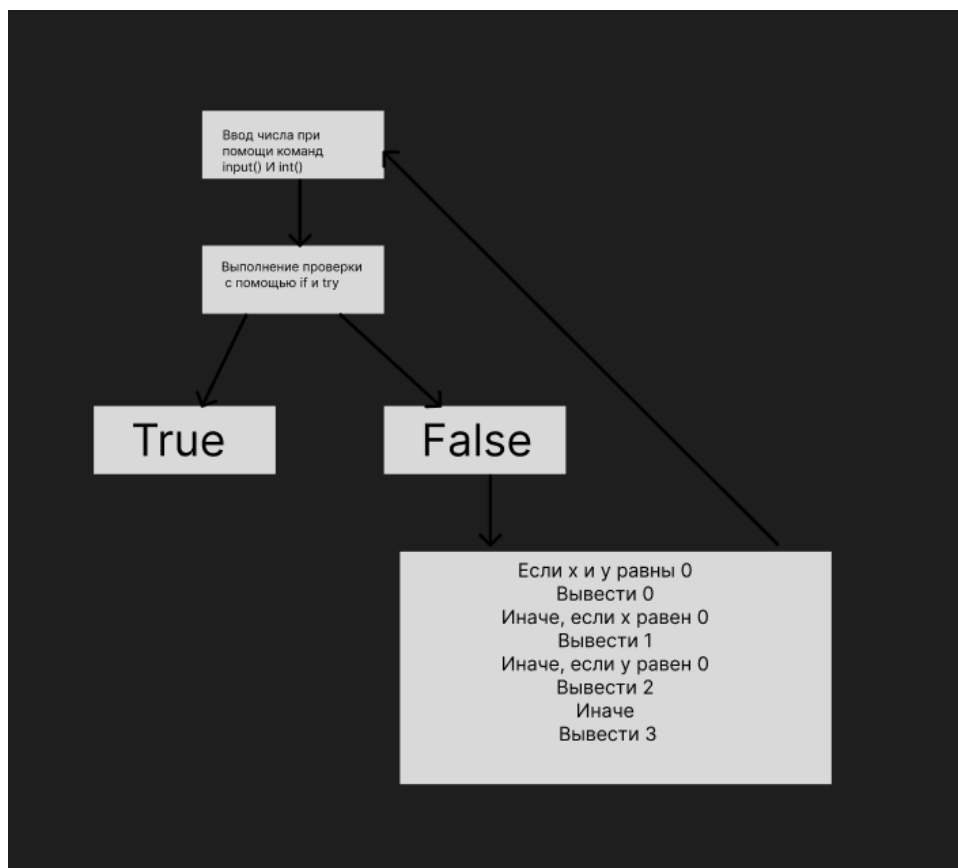 Ввод числа при
помощи команд
input() И int()
Выполнение проверки
с помощью if и try
True
False
Если x и y равны 0
Вывести 0
Иначе, если x равен 0
Вывести 1
Иначе, если y равен 0
Вывести 2
Иначе
Вывести 3